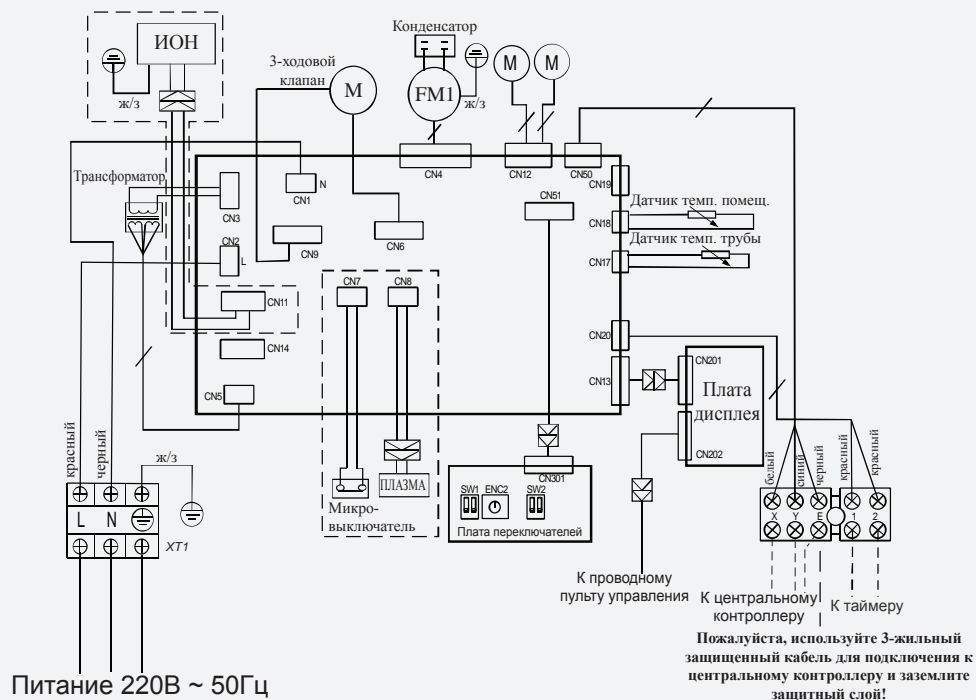 ИОН
ж/з
Конденсатор
3-ходовой
клапан
M
FM1
ж/з
M
M
Трансформатор
CN3
CN1
N
CN4
CN12
CN50
CN19
CN51
CN18
Датчик темп. помещ.
CN2
L
CN9
CN6
CN17
Датчик темп. трубы
CN11
CN7
CN8
CN14
CN20
CN5
CN13
CN201
Плата
дисплея
CN202
красный
черный
ж/з
L
N
XT1
ПЛАЗМА
Микро-
выключатель
CN301
SW1
ENC2
SW2
Плата переключателей
белый
синий
черный
красный
красный
X
Y
E
1
2
К проводному
пульту управления
К центральному
контроллеру
К таймеру
Пожалуйста, используйте 3-жильный
защищенный кабель для подключения к
центральному контроллеру и заземлите
защитный слой!
Питание 220В ~ 50Гц